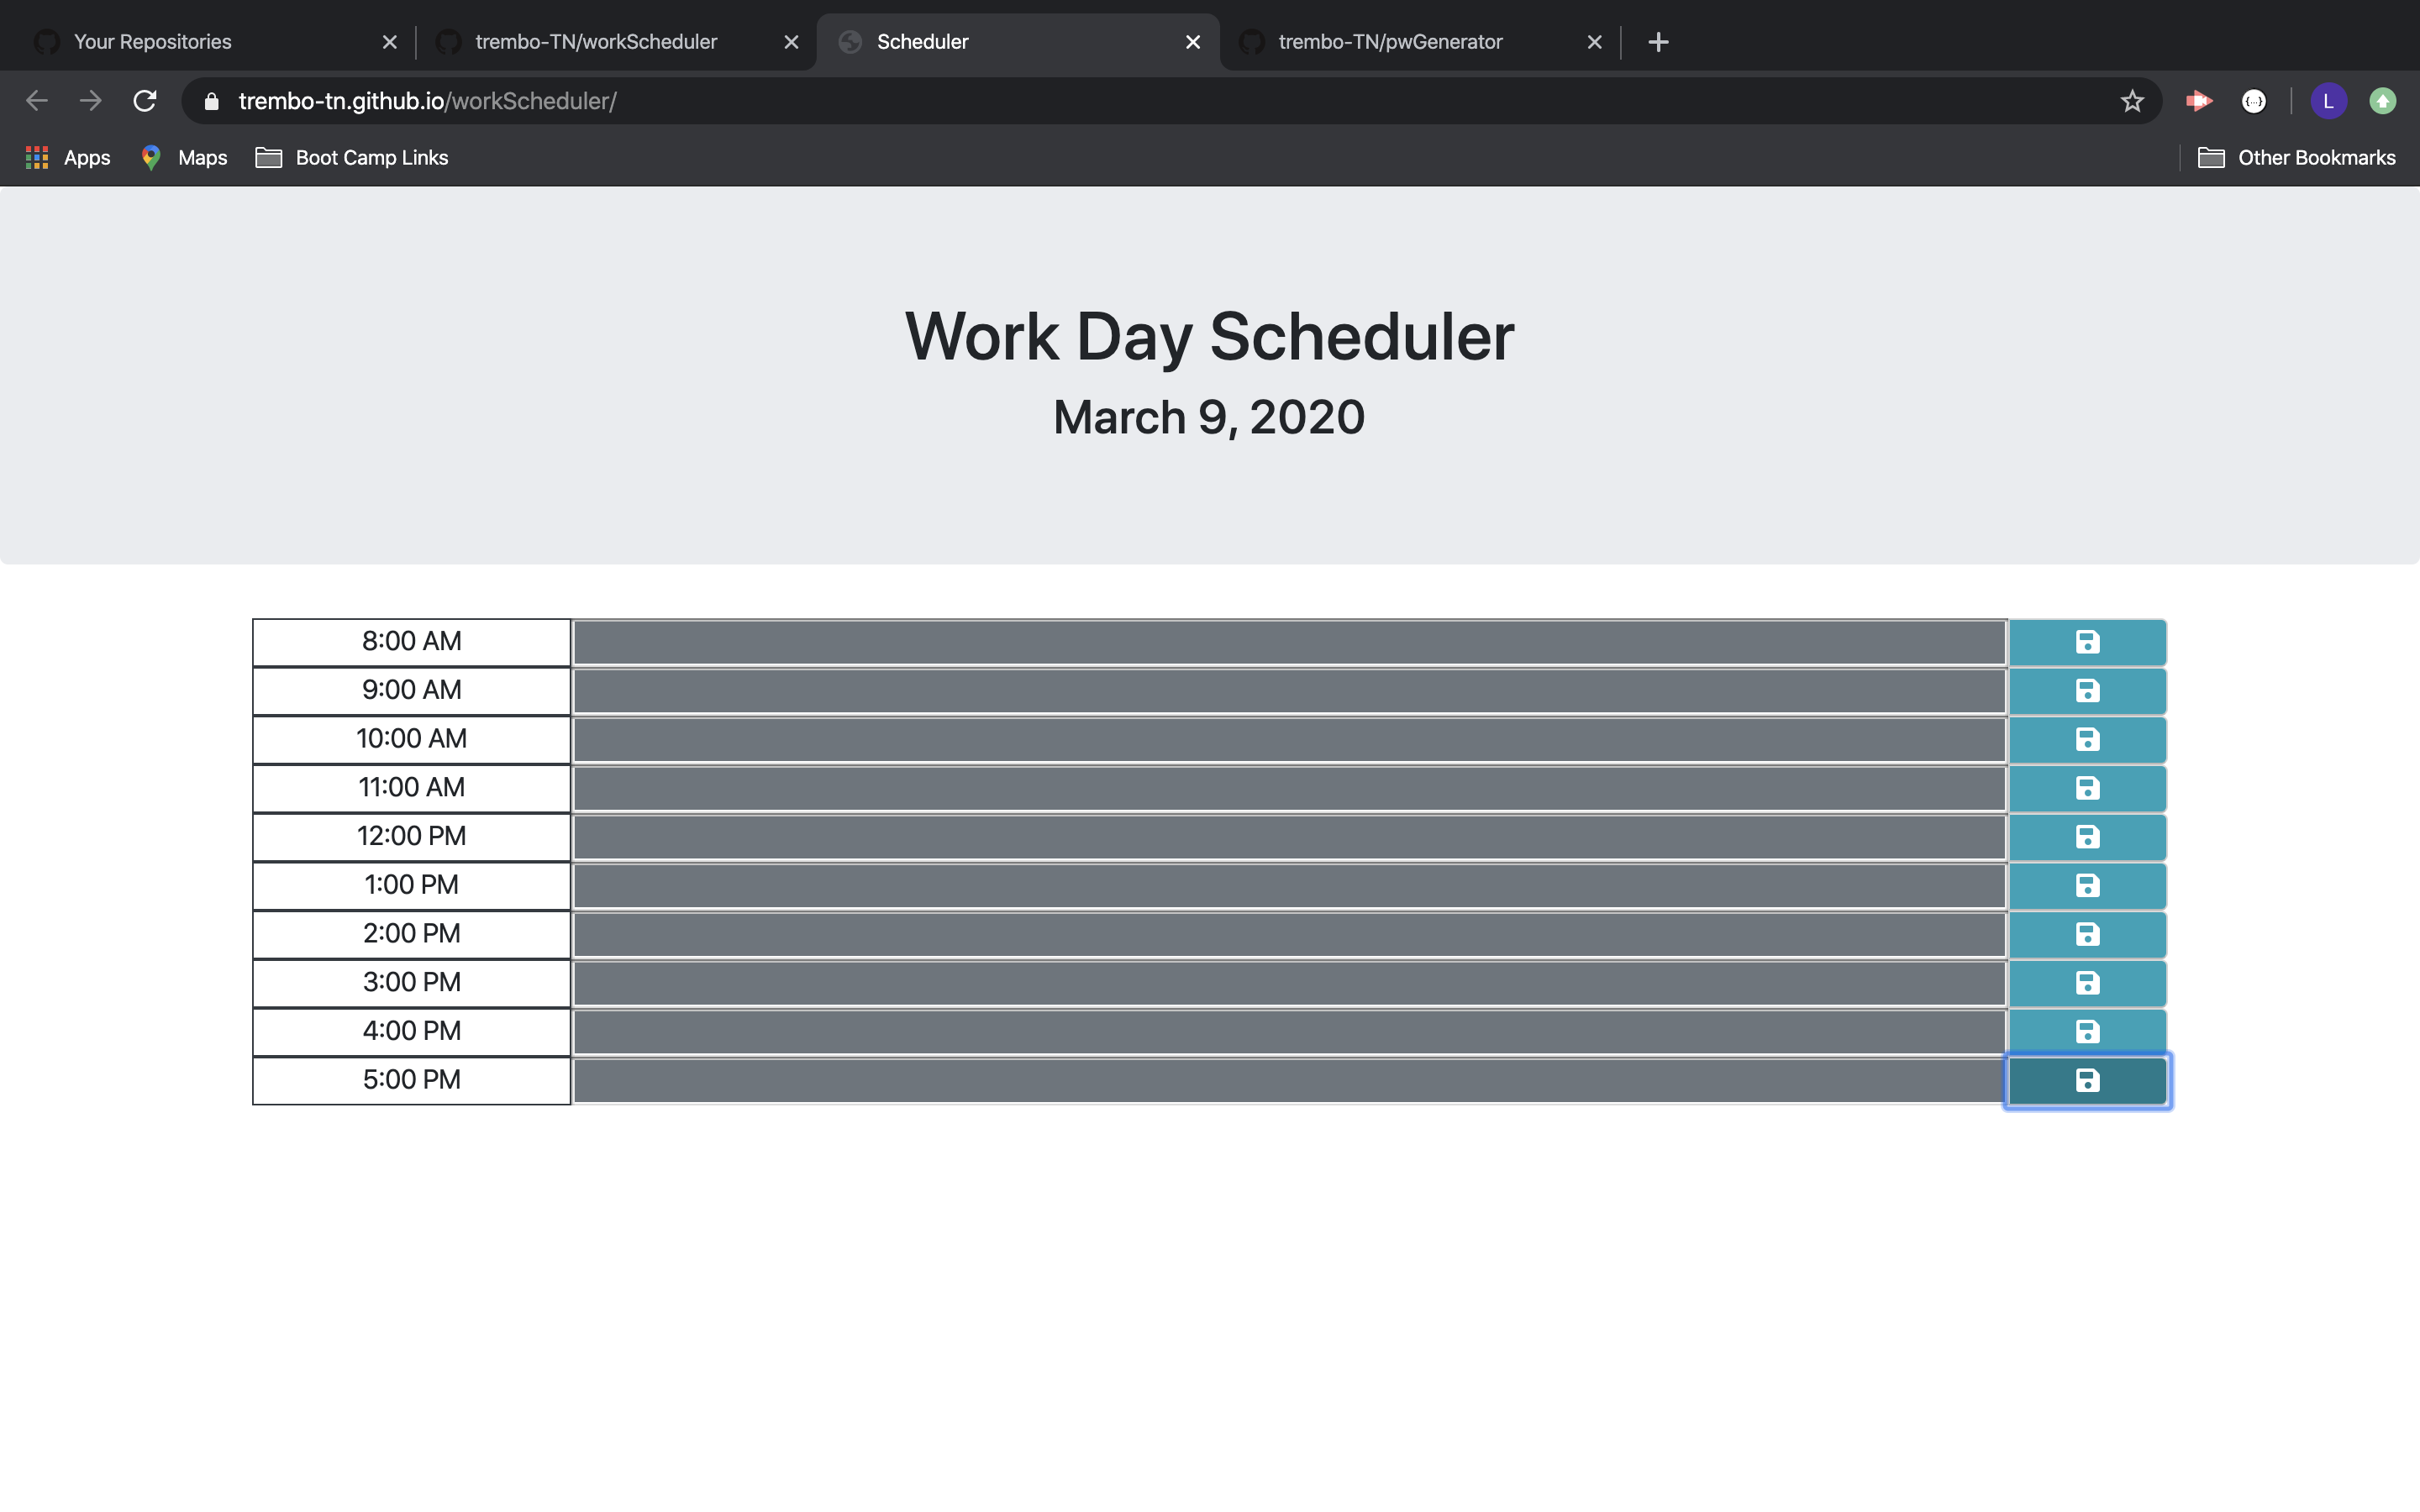 Your Repositories
trembo-TN/workScheduler
Scheduler
trembo-TN/pwGenerator
trembo-tn.github.io/workScheduler/
L
Apps
Maps
Boot Camp Links
Other Bookmarks
Work Day Scheduler
March 9, 2020
8:00 AM
9:00 AM
10:00 AM
11:00 AM
12:00 PM
1:00 PM
2:00 PM
3:00 PM
4:00 PM
5:00 PM